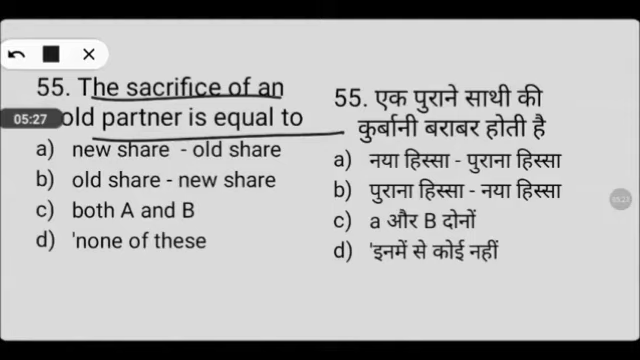 55. The sacrifice of an
05:27 old partner is equal to
a) new share - old share
b) old share - new share
c) both A and B
d) 'none of these
55. एक पुराने साथी की
कुर्बानी बराबर होती है
a) नया हिस्सा - पुराना हिस्सा
b) पुराना हिस्सा - नया हिस्सा
c) a और B दोनों
d) 'इनमें से कोई नहीं